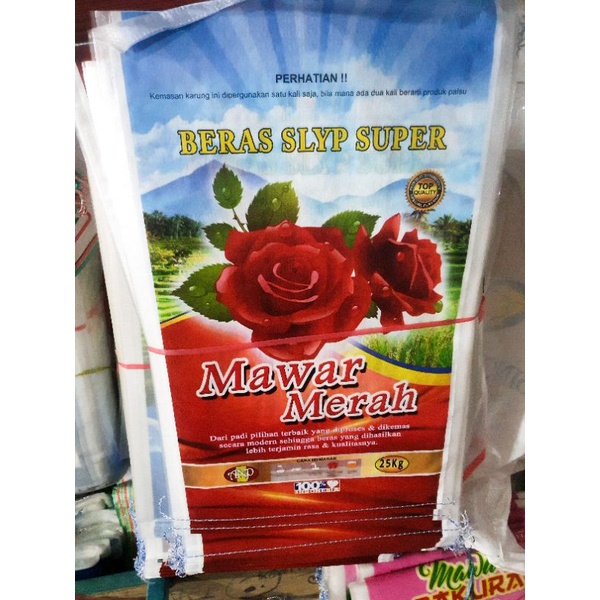 PERHATIAN !!
Kemasan karung ini dipergunakan satu kali saja, bila mana ada dua kali berarti produk palsu
BERAS SLYP SUPER
TOP
QUALITY
Mawar
Merah
Dari padi pilihan terbaik yang diproses & dikemas
secara modern sehingga beras yang dihasilkan
lebih terjamin rasa & kualitasnya.
CARA MEMASAK
25Kg
100%